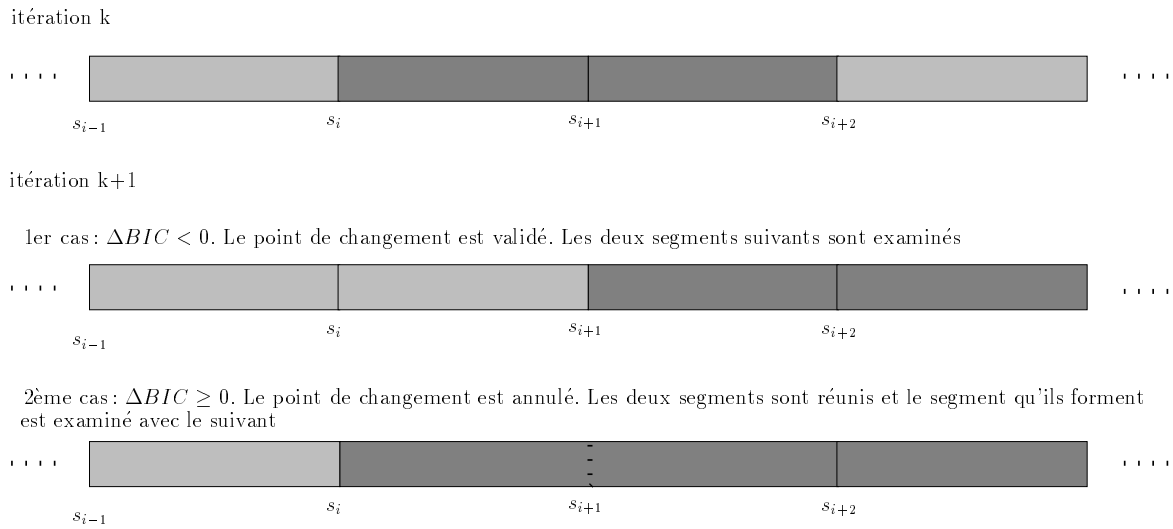 itération k
. . . . . . . .
s_{i−1} s_i s_{i+1} s_{i+2}
itération k+1
1er cas : ΔBIC < 0. Le point de changement est validé. Les deux segments suivants sont examinés
. . . . . . . .
s_{i−1} s_i s_{i+1} s_{i+2}
2ème cas : ΔBIC ≥ 0. Le point de changement est annulé. Les deux segments sont réunis et le segment qu'ils forment
est examiné avec le suivant
. . . . . . . .
s_{i−1} s_i s_{i+1} s_{i+2}